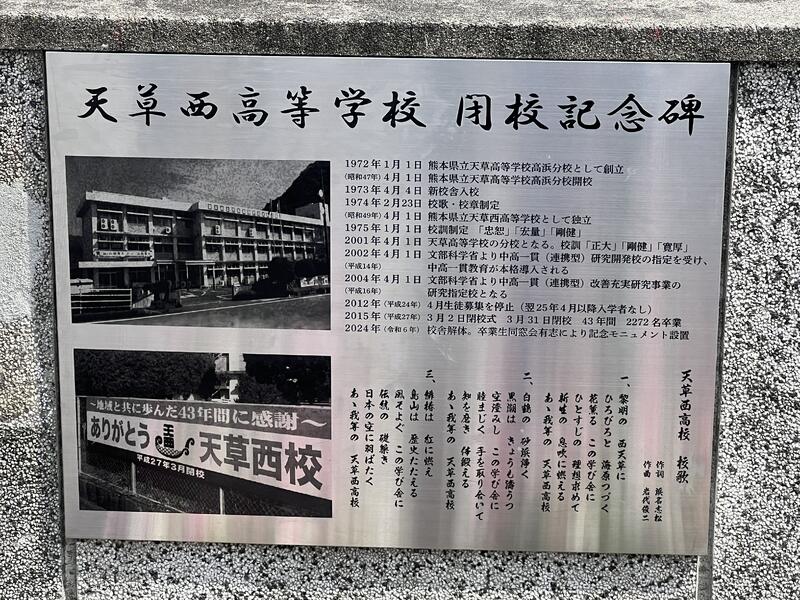 天草西高等学校 閉校記念碑
1972年1月1日 熊本県立天草高等学校高浜分校として創立
(昭和47年)4月1日 熊本県立天草高等学校高浜分校開校
1973年4月4日 新校舎入校
1974年2月23日 校歌・校章制定
(昭和49年)4月1日 熊本県立天草西高等学校として独立
1975年1月1日 校訓制定 「忠恕」「宏量」「剛健」
2001年4月1日 天草高等学校の分校となる。校訓「正大」「剛健」「寛厚」
2002年4月1日 文部科学省より中高一貫(連携型)研究開発校の指定を受け、
(平成14年) 中高一貫教育が本格導入される
2004年4月1日 文部科学省より中高一貫(連携型)改善充実研究事業の
(平成16年) 研究指定校となる
2012年(平成24年) 4月生徒募集を停止(翌25年4月以降入学者なし)
2015年(平成27年) 3月2日閉校式 3月31日閉校 43年間 2272名卒業
2024年(令和6年) 校舎解体。卒業生同窓会有志により記念モニュメント設置
~地域と共に歩んだ43年間に感謝~
ありがとう 天草西校
平成27年3月閉校
天草西高校 校歌
作詞 浜名志松
作曲 岩代俊二
一、黎明の 西天草に
ひろびろと 海原つづく
花薫る この学び舎に
ひとすじの 理想求めて
新生の 息吹に燃える
あゝ我等の 天草西高校
二、白鶴の 砂浜浄く
黒潮は きょうも濤うつ
空澄みし この学び舎に
睦まじく 手を取り合いて
知を磨き 体鍛える
あゝ我等の 天草西高校
三、緋椿は 紅に燃え
島山は 歴史たたえる
風そよぐ この学び舎に
伝統の 礎築き
日本の 空に羽ばたく
あゝ我等の 天草西高校